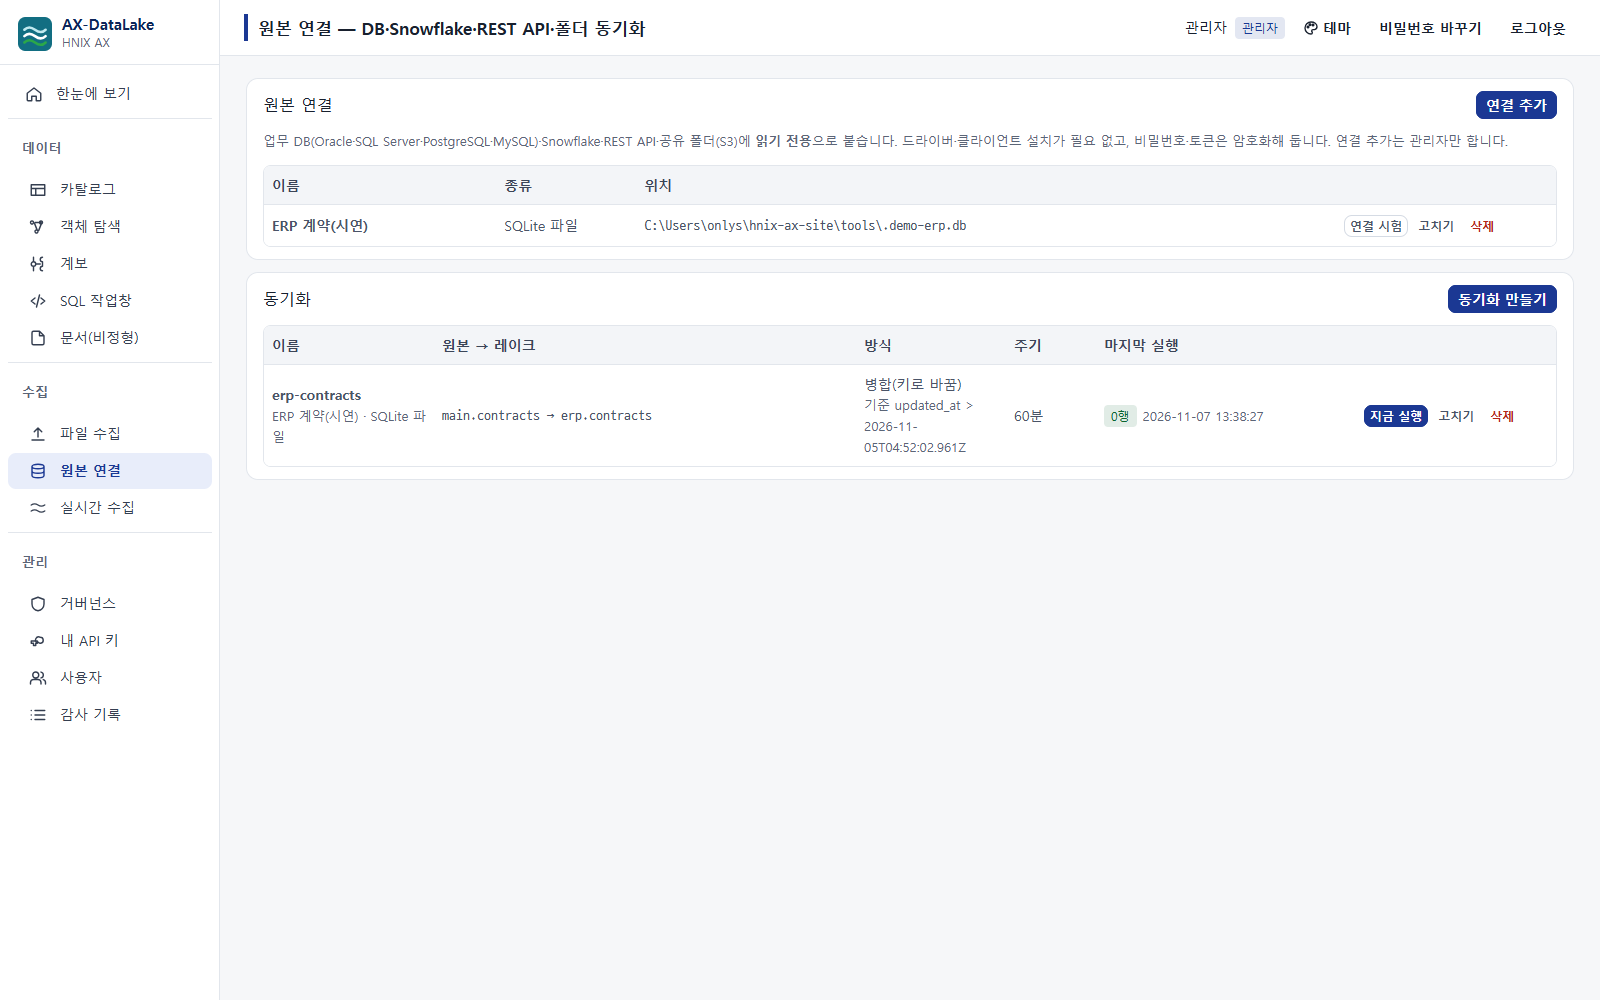 AX-DataLake
HNIX AX
한눈에 보기
데이터
카탈로그
객체 탐색
계보
SQL 작업창
문서(비정형)
수집
파일 수집
원본 연결
실시간 수집
관리
거버넌스
내 API 키
사용자
감사 기록
원본 연결 — DB·Snowflake·REST API·폴더 동기화
관리자 관리자 테마 비밀번호 바꾸기 로그아웃
원본 연결 연결 추가
업무 DB(Oracle·SQL Server·PostgreSQL·MySQL)·Snowflake·REST API·공유 폴더(S3)에 읽기 전용으로 붙습니다. 드라이버·클라이언트 설치가 필요 없고, 비밀번호·토큰은 암호화해 둡니다. 연결 추가는 관리자만 합니다.
이름 종류 위치
ERP 계약(시연) SQLite 파일 C:\Users\onlys\hnix-ax-site\tools\.demo-erp.db 연결 시험 고치기 삭제
동기화 동기화 만들기
이름 원본 → 레이크 방식 주기 마지막 실행
erp-contracts
ERP 계약(시연) · SQLite 파
일
main.contracts → erp.contracts
병합(키로 바꿈)
기준 updated_at >
2026-11-
05T04:52:02.961Z
60분
0행 2026-11-07 13:38:27
지금 실행 고치기 삭제